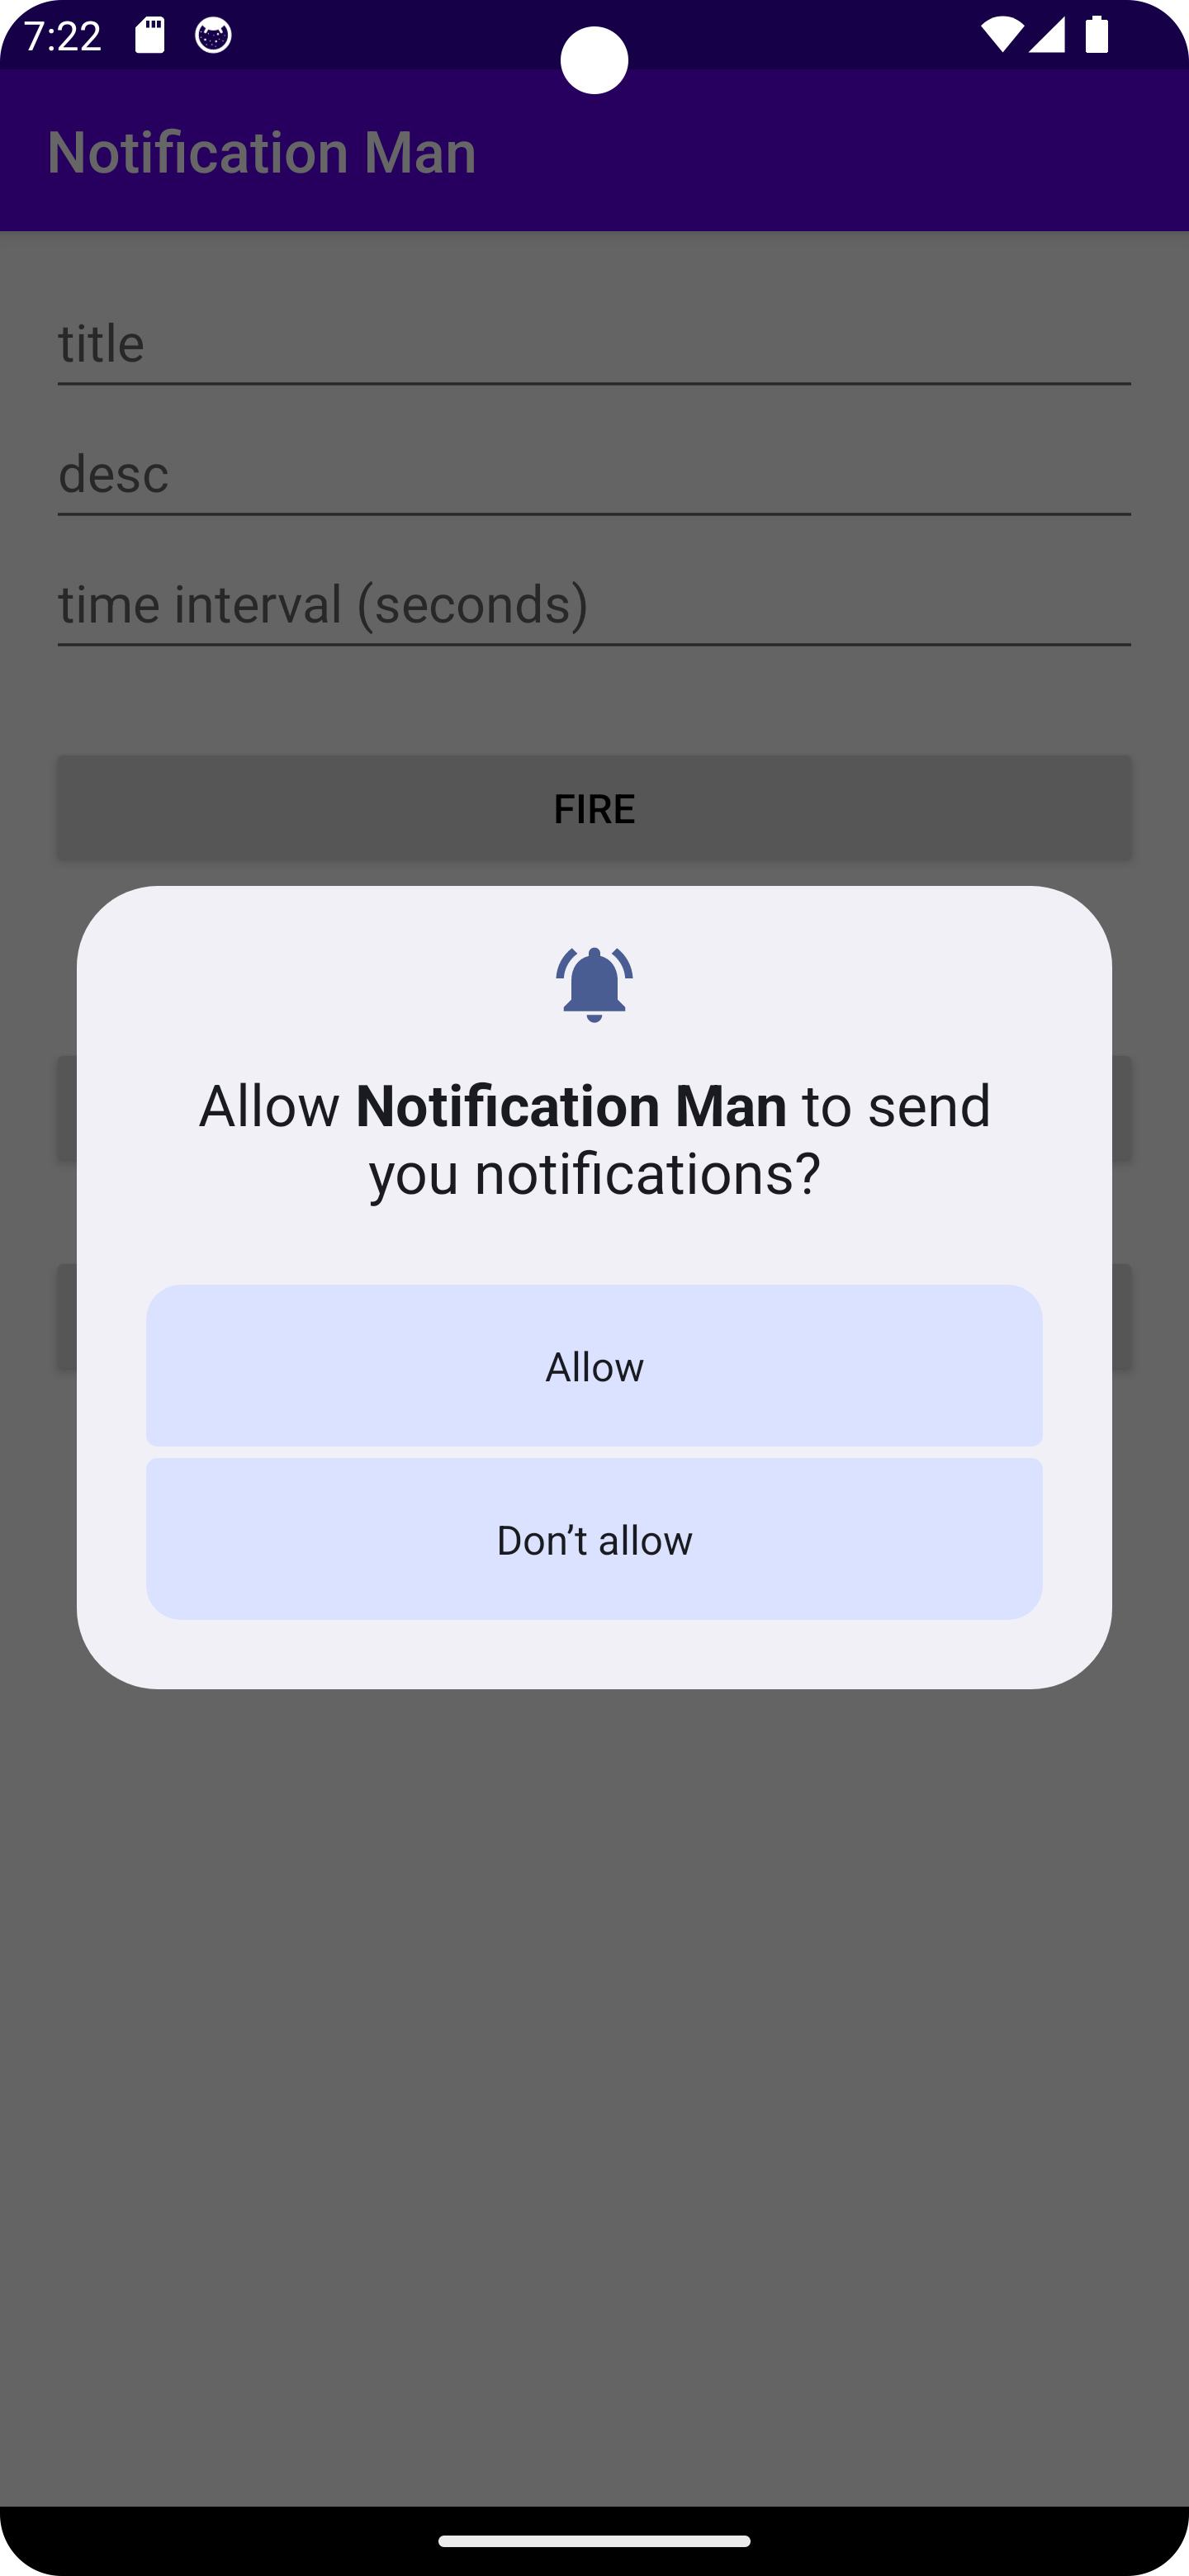 7:22
Notification Man
title
desc
time interval (seconds)
FIRE
Allow Notification Man to send
you notifications?
Allow
Don’t allow